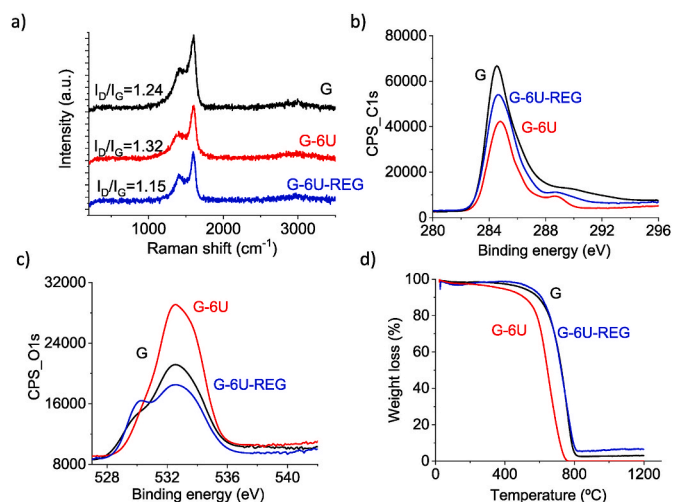 a)
Intensity (a.u.)
I_D/I_G=1.24
G
I_D/I_G=1.32
G-6U
I_D/I_G=1.15
G-6U-REG
1000 2000 3000
Raman shift (cm⁻¹)
b)
CPS_C1s
80000
60000
40000
20000
0
G
G-6U-REG
G-6U
280 284 288 292 296
Binding energy (eV)
c)
CPS_O1s
32000
24000
16000
8000
G-6U
G
G-6U-REG
528 532 536 540
Binding energy (eV)
d)
Weight loss (%)
100
80
60
40
20
0
G
G-6U
G-6U-REG
0 400 800 1200
Temperature (ºC)